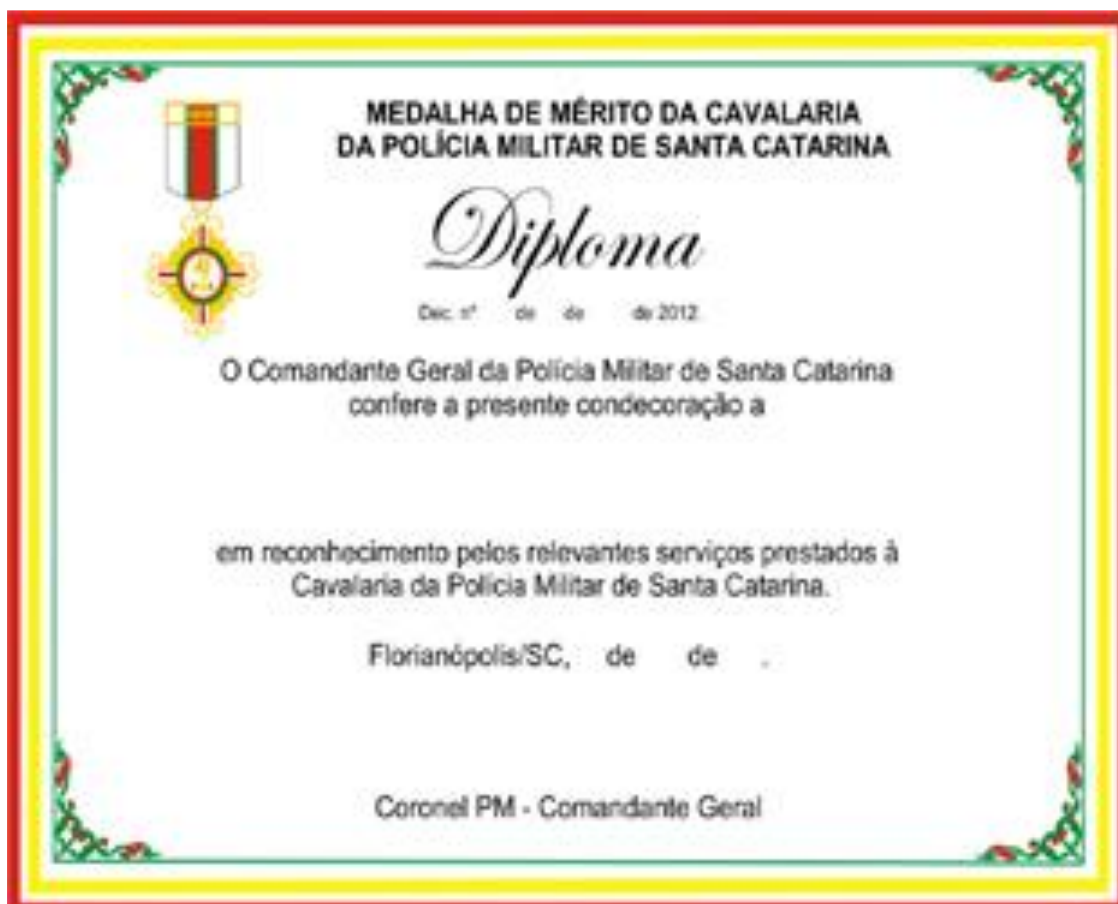 MEDALHA DE MÉRITO DA CAVALARIA
DA POLÍCIA MILITAR DE SANTA CATARINA
Diploma
Dec. nº de de de 2012.
O Comandante Geral da Polícia Militar de Santa Catarina
confere a presente condecoração a
em reconhecimento pelos relevantes serviços prestados à
Cavalaria da Polícia Militar de Santa Catarina.
Florianópolis/SC, de de .
Coronel PM - Comandante Geral